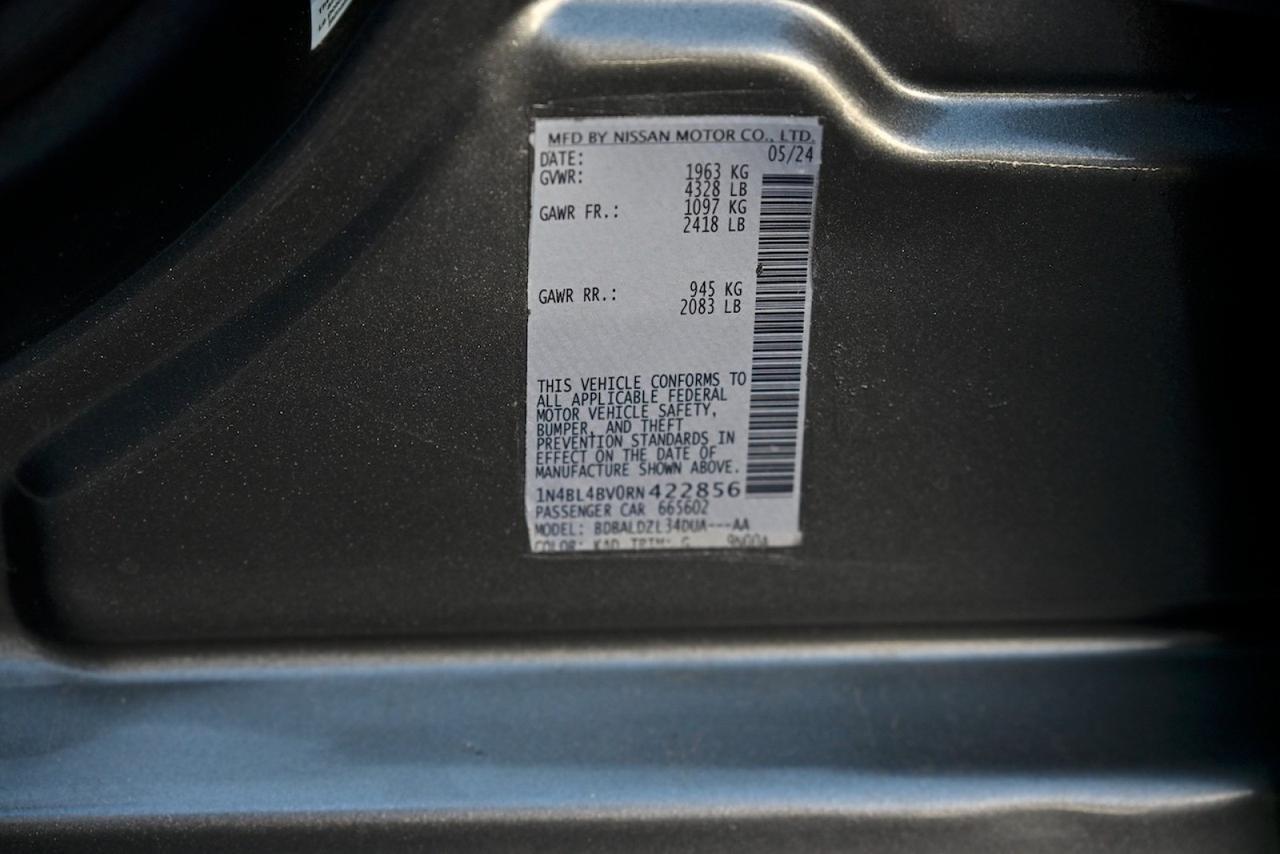 MFD BY NISSAN MOTOR CO., LTD.
DATE: 05/24
GVWR: 1963 KG
4328 LB
GAWR FR.: 1097 KG
2418 LB
GAWR RR.: 945 KG
2083 LB
THIS VEHICLE CONFORMS TO
ALL APPLICABLE FEDERAL
MOTOR VEHICLE SAFETY,
BUMPER, AND THEFT
PREVENTION STANDARDS IN
EFFECT ON THE DATE OF
MANUFACTURE SHOWN ABOVE.
1N4BL4BV0RN422856
PASSENGER CAR 665602
MODEL: BDBALDZL34DUA---AA
COLOR: KAD TRIM: G